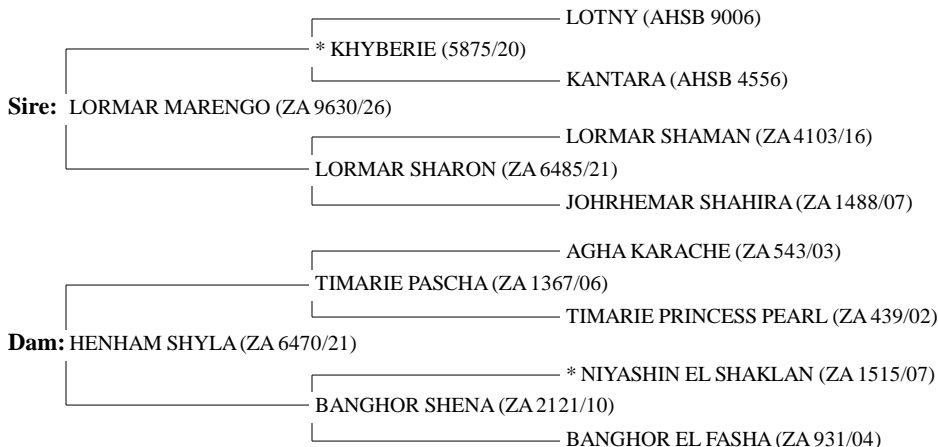 LOTNY (AHSB 9006)
* KHYBERIE (5875/20)
KANTARA (AHSB 4556)
Sire: LORMAR MARENGO (ZA 9630/26)
LORMAR SHAMAN (ZA 4103/16)
LORMAR SHARON (ZA 6485/21)
JOHRHEMAR SHAHIRA (ZA 1488/07)
AGHA KARACHE (ZA 543/03)
TIMARIE PASCHA (ZA 1367/06)
TIMARIE PRINCESS PEARL (ZA 439/02)
Dam: HENHAM SHYLA (ZA 6470/21)
* NIYASHIN EL SHAKLAN (ZA 1515/07)
BANGHOR SHENA (ZA 2121/10)
BANGHOR EL FASHA (ZA 931/04)